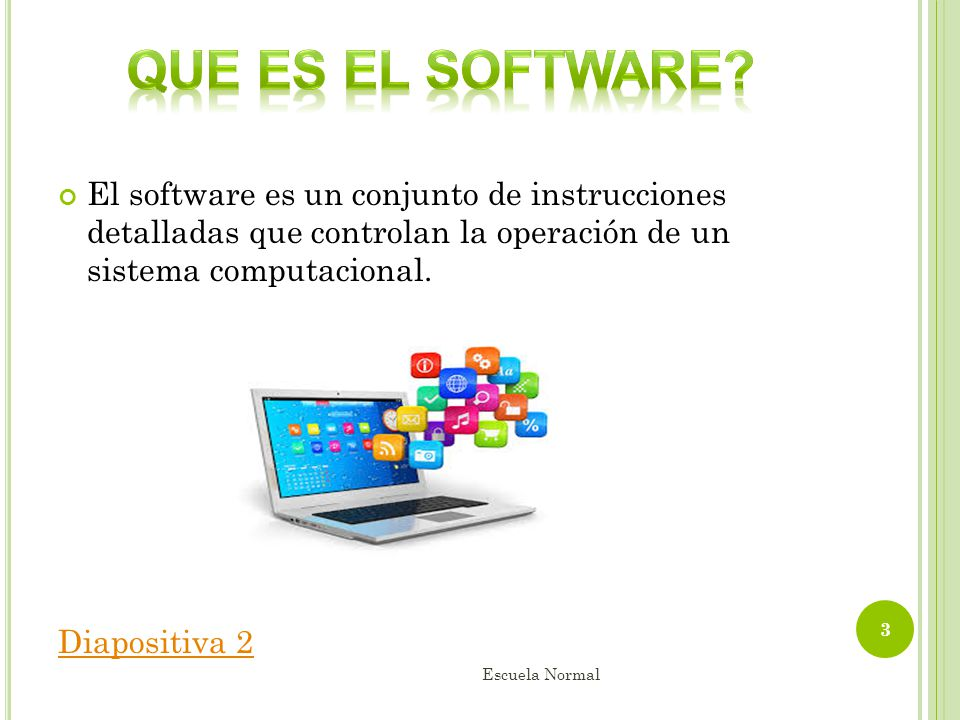 QUE ES EL SOFTWARE?
El software es un conjunto de instrucciones
detalladas que controlan la operación de un
sistema computacional.
Aa
%
Diapositiva 2
3
Escuela Normal